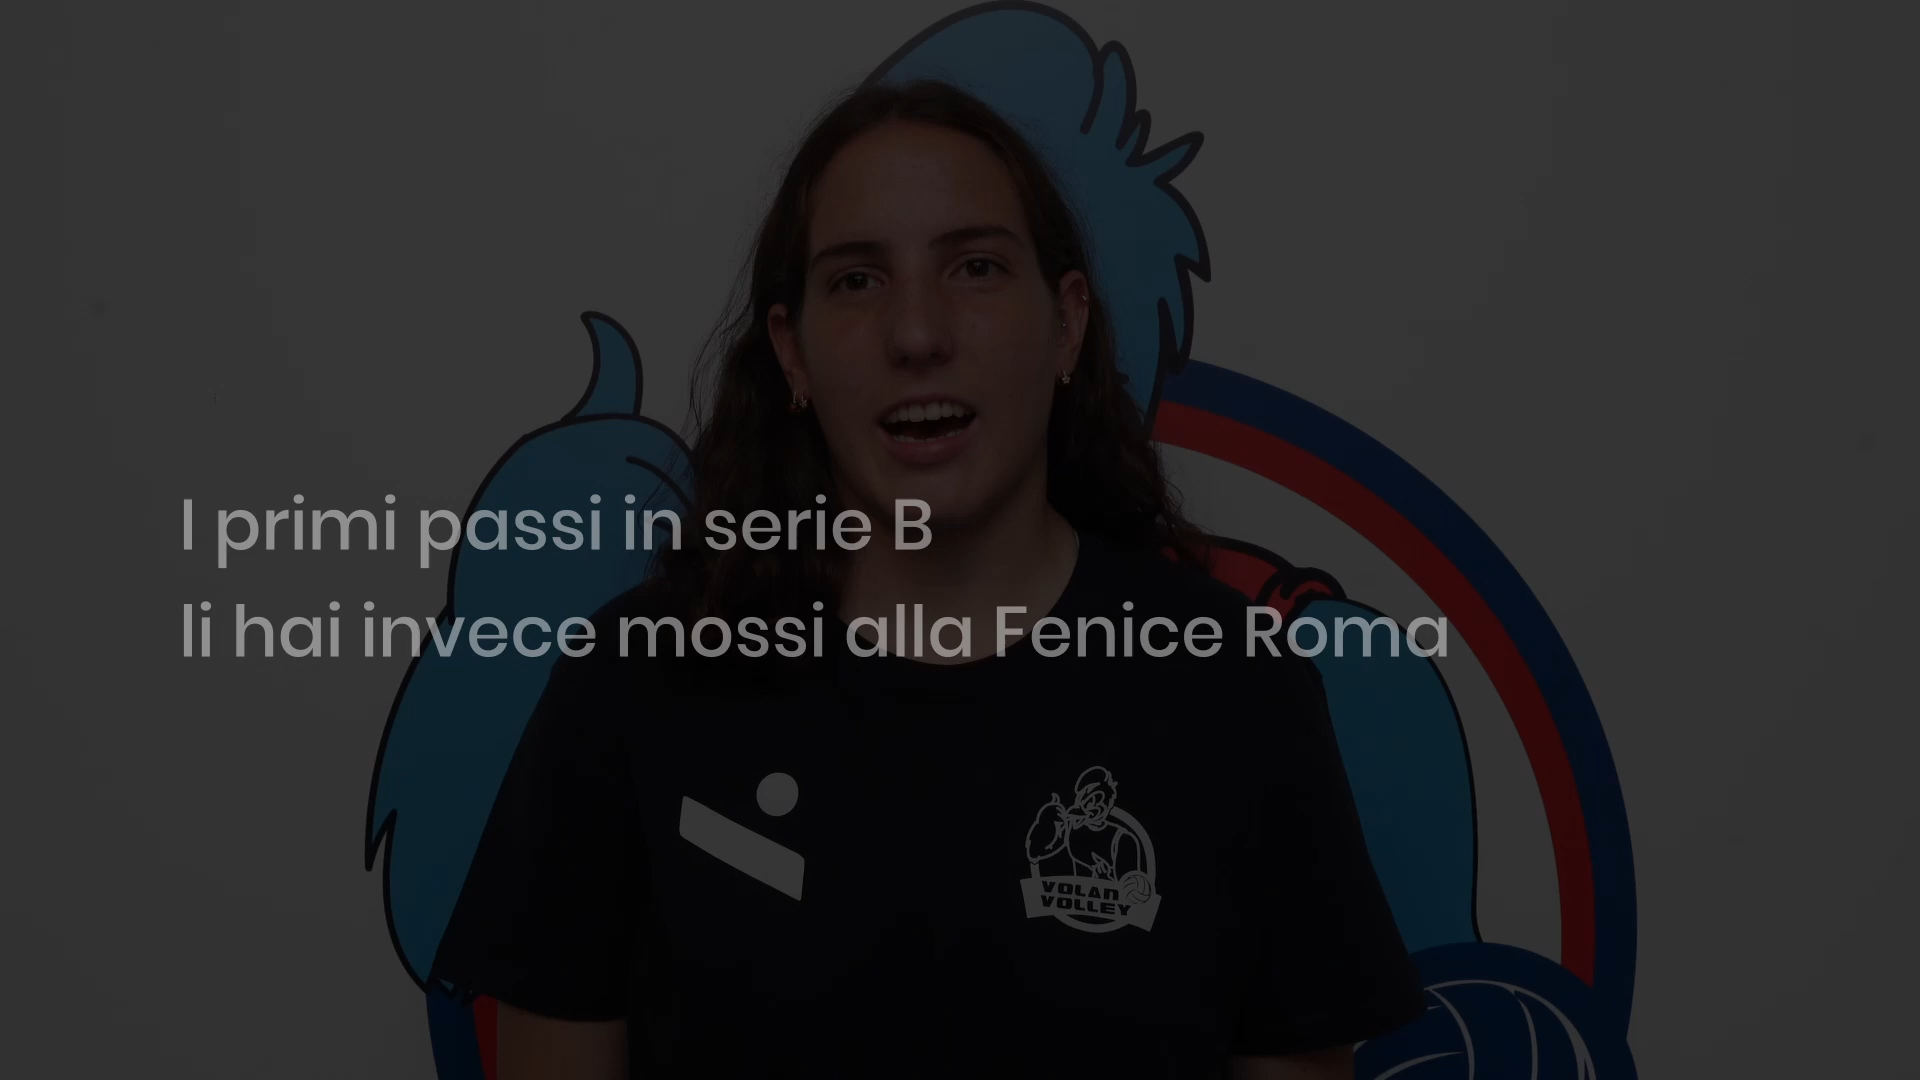 I primi passi in serie B
li hai invece mossi alla Fenice Roma
VOLAN
VOLLEY